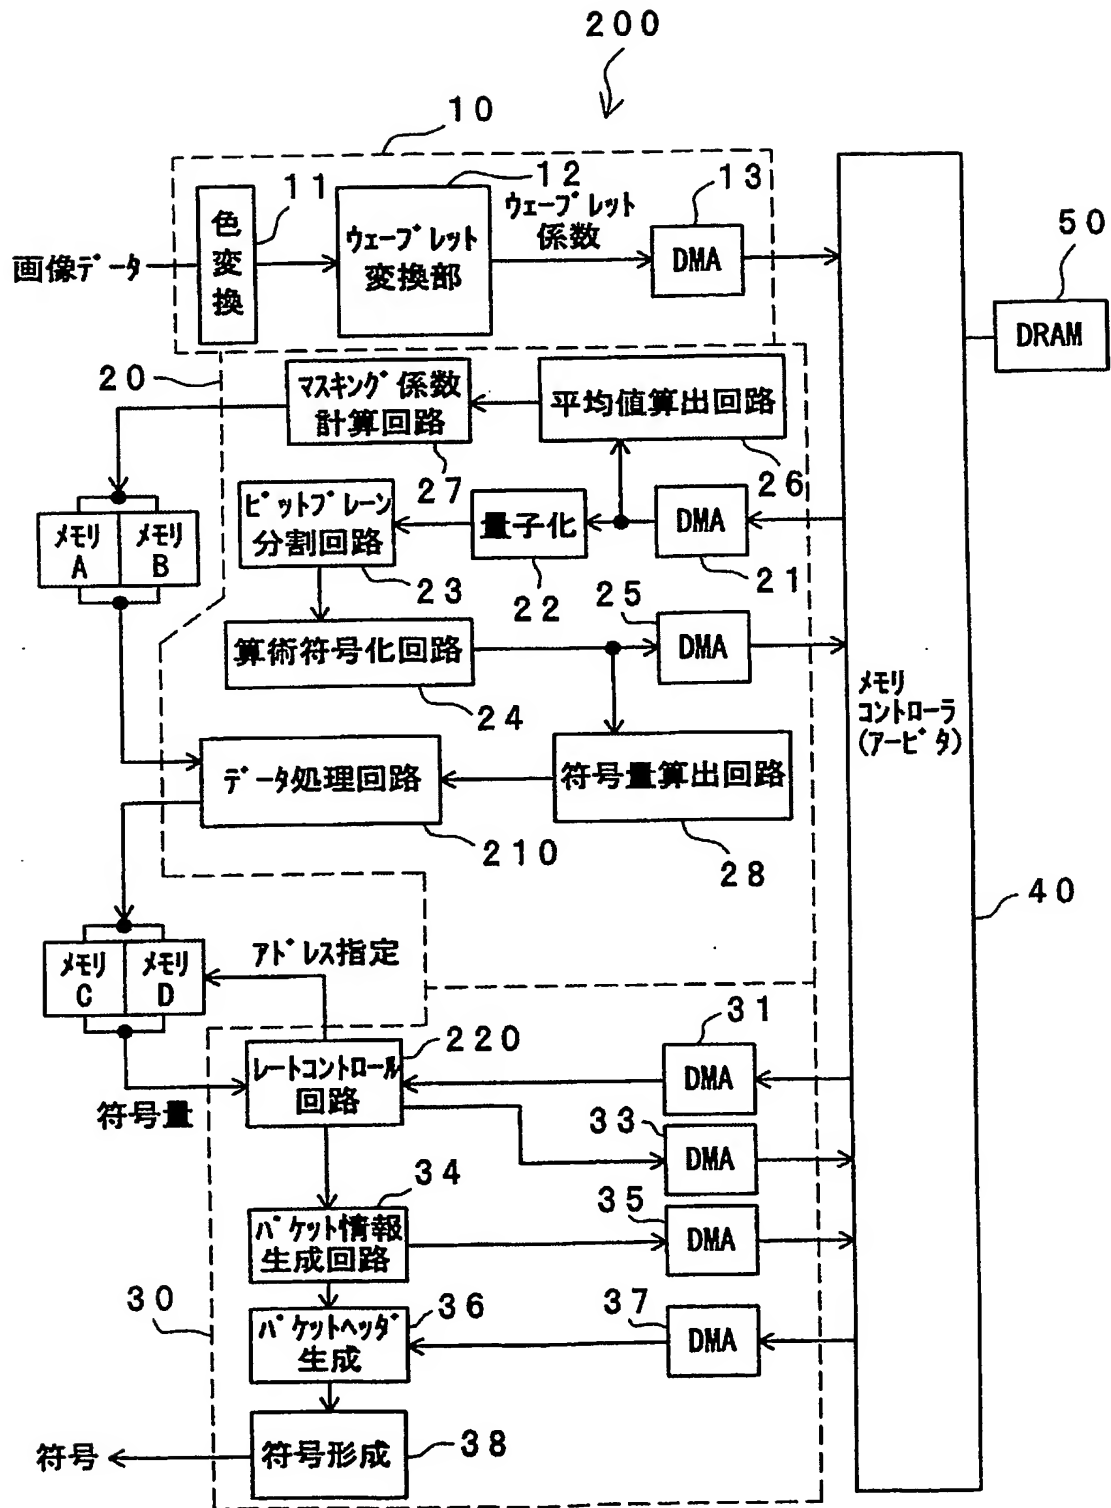 200
10
11
12
13
50
色変換
ウェーブレット
変換部
ウェーブレット
係数
DMA
画像データ
DRAM
20
マスキング係数
計算回路
平均値算出回路
27
26
ビットプレーン
分割回路
量子化
DMA
メモリ
A
メモリ
B
23
22
25
21
算術符号化回路
DMA
24
メモリ
コントローラ
(アービタ)
データ処理回路
符号量算出回路
210
28
40
メモリ
C
メモリ
D
アドレス指定
31
220
レートコントロール
回路
DMA
符号量
33
DMA
34
35
パケット情報
生成回路
DMA
30
36
37
パケットヘッダ
生成
DMA
符号
符号形成
38